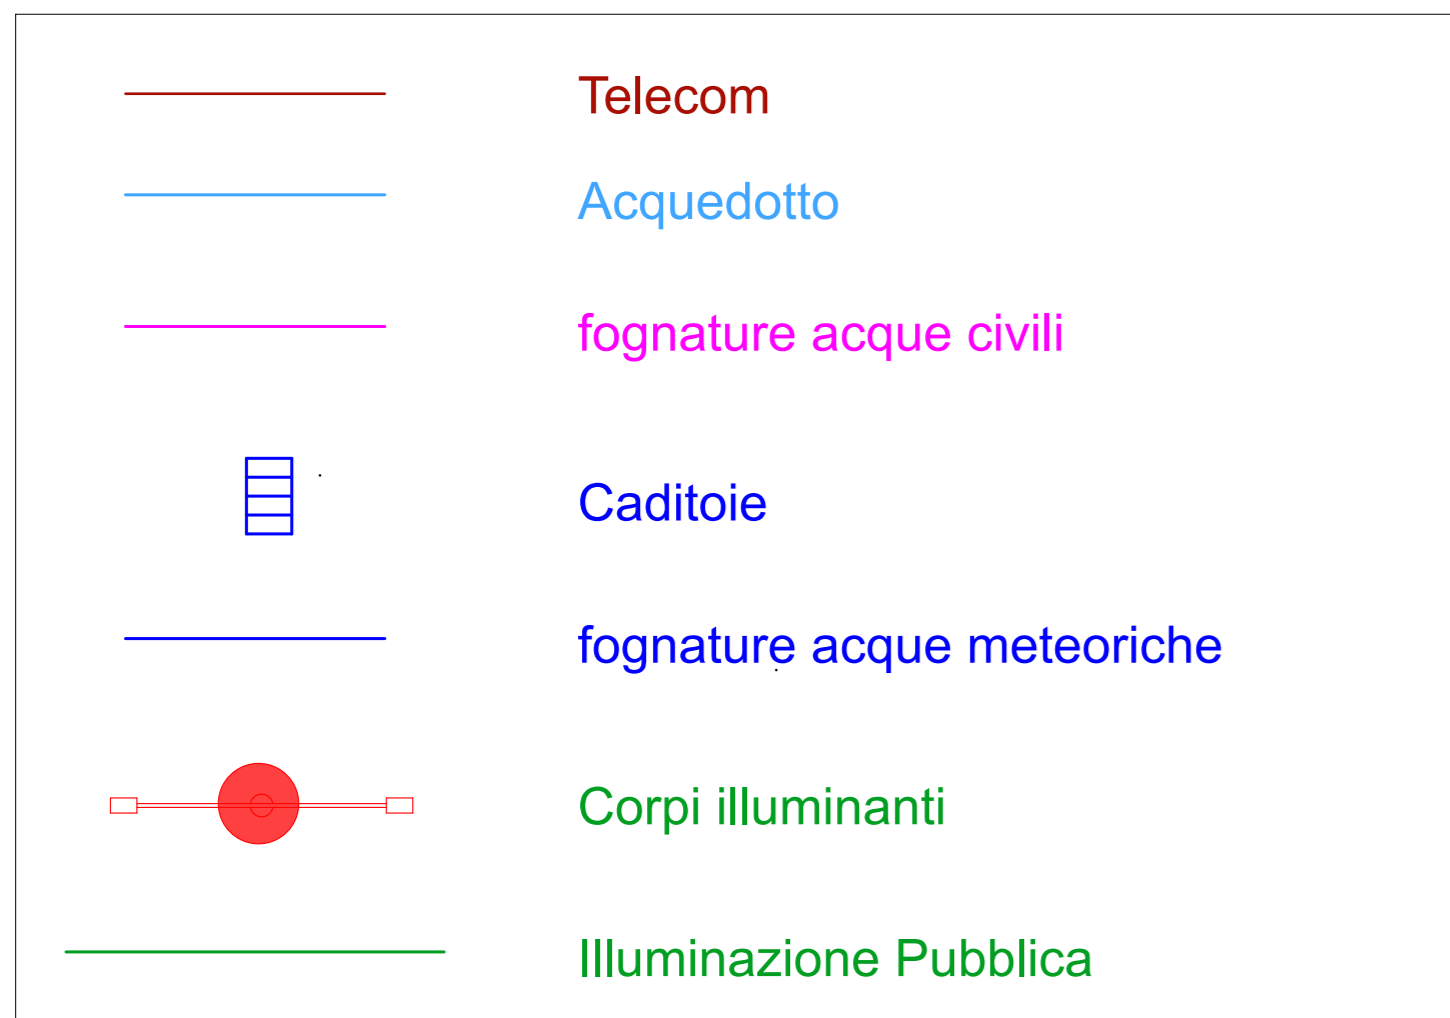 Telecom
Acquedotto
fognature acque civili
Caditoie
fognature acque meteoriche
Corpi illuminanti
Illuminazione Pubblica